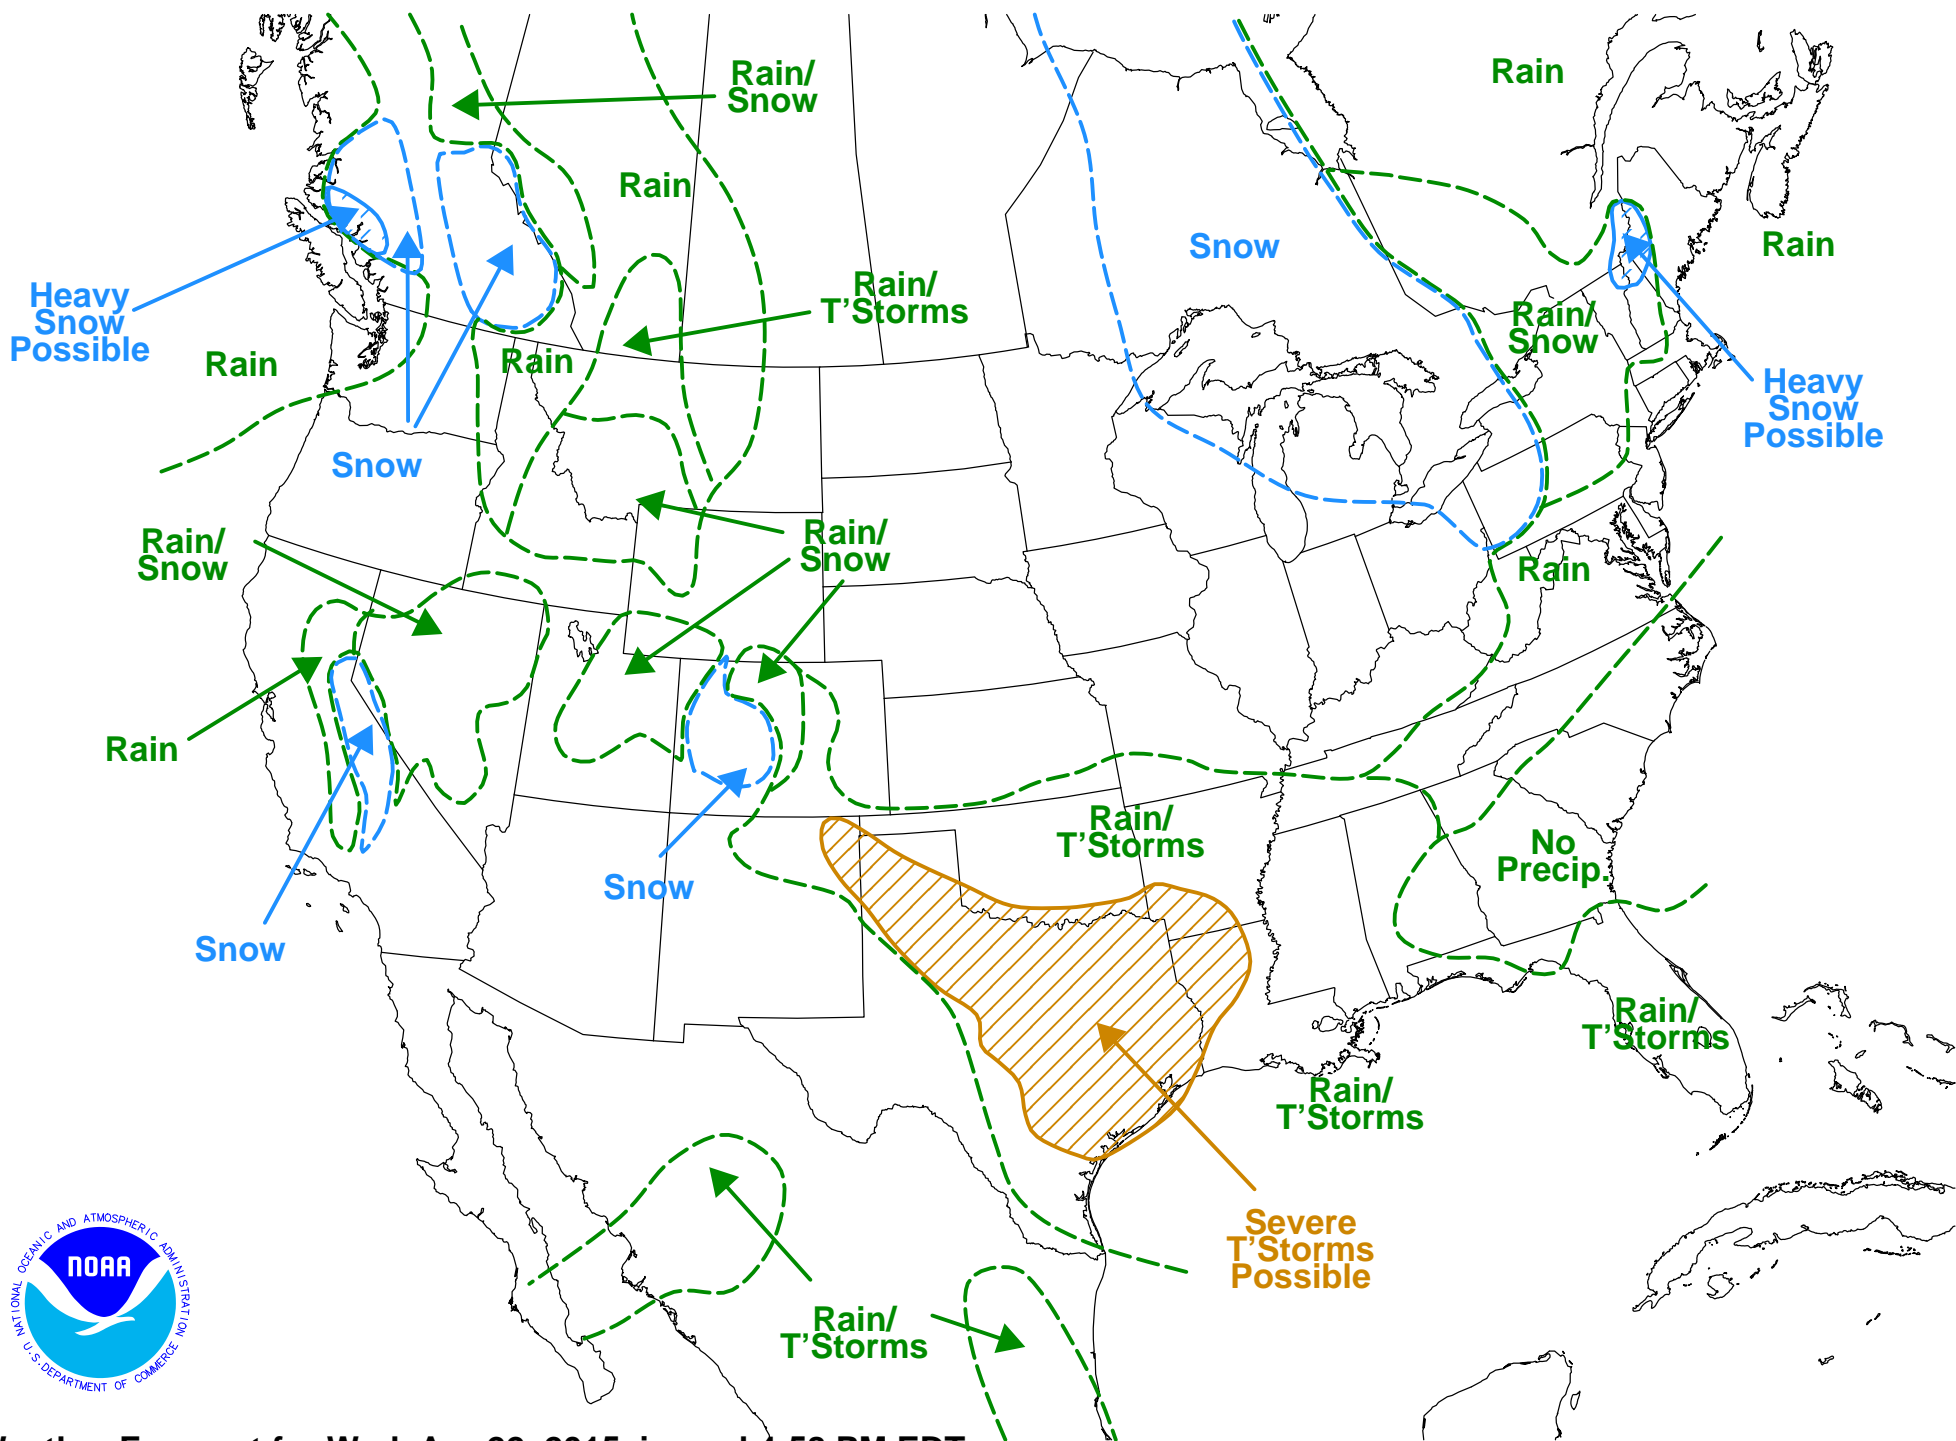 Rain/
Snow
Rain
Rain
Snow
Rain
Heavy
Snow
Possible
Rain
Rain/
T'Storms
Rain
Rain/
Snow
Heavy
Snow
Possible
Snow
Rain/
Snow
Rain/
Snow
Rain
Rain
Rain/
T'Storms
No
Precip.
Snow
Snow
Rain/
T'Storms
Rain/
T'Storms
Severe
T'Storms
Possible
Rain/
T'Storms
NATIONAL OCEANIC AND ATMOSPHERIC ADMINISTRATION
NOAA
U.S. DEPARTMENT OF COMMERCE